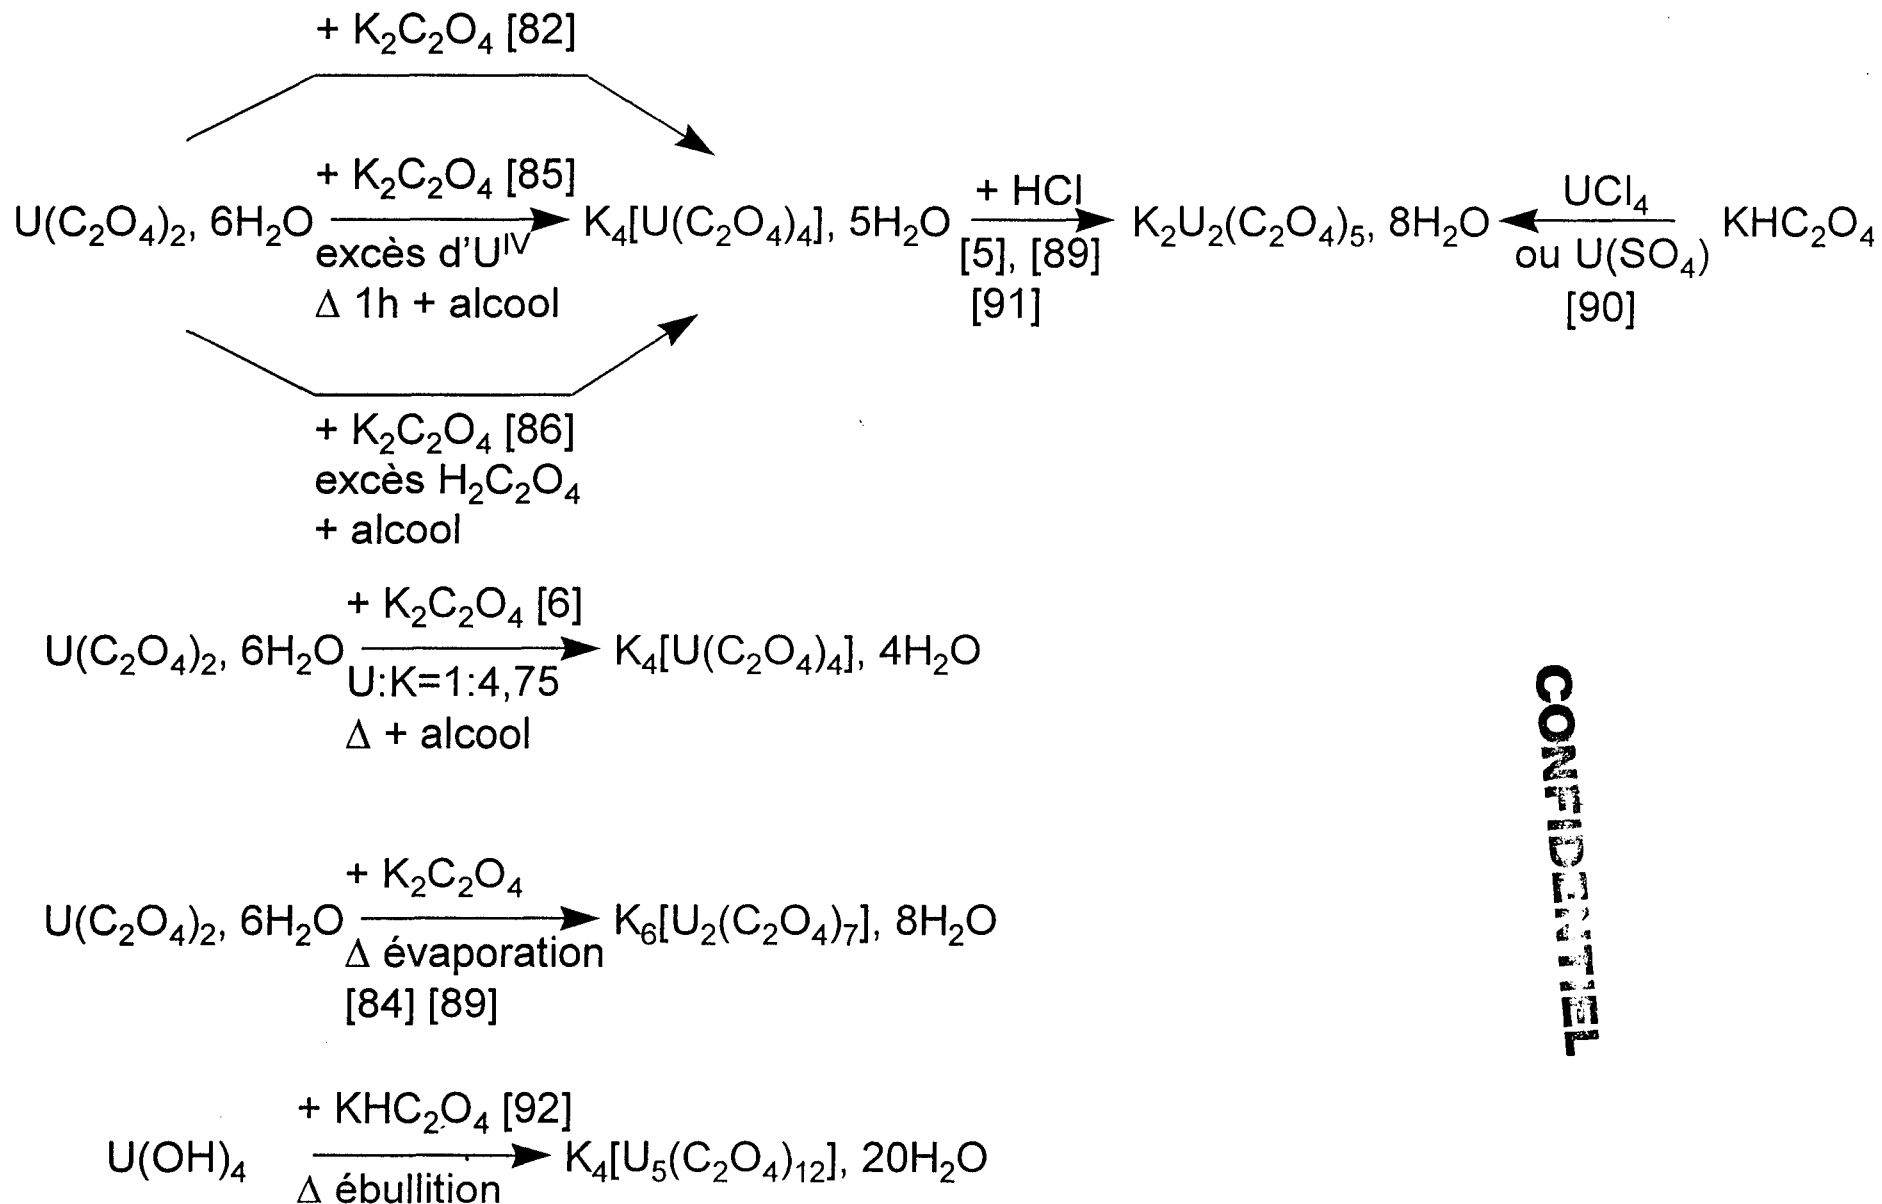 + K₂C₂O₄ [82]
+ K₂C₂O₄ [85]
U(C₂O₄)₂, 6H₂O
excès d'Uᴵⱽ
Δ 1h + alcool
K₄[U(C₂O₄)₄], 5H₂O
+ HCl
[5], [89]
[91]
K₂U₂(C₂O₄)₅, 8H₂O
UCl₄
ou U(SO₄)
[90]
KHC₂O₄
+ K₂C₂O₄ [86]
excès H₂C₂O₄
+ alcool
+ K₂C₂O₄ [6]
U(C₂O₄)₂, 6H₂O
U:K=1:4,75
Δ + alcool
K₄[U(C₂O₄)₄], 4H₂O
CONFIDENTIEL
+ K₂C₂O₄
U(C₂O₄)₂, 6H₂O
Δ évaporation
[84] [89]
K₆[U₂(C₂O₄)₇], 8H₂O
+ KHC₂O₄ [92]
U(OH)₄
Δ ébullition
K₄[U₅(C₂O₄)₁₂], 20H₂O